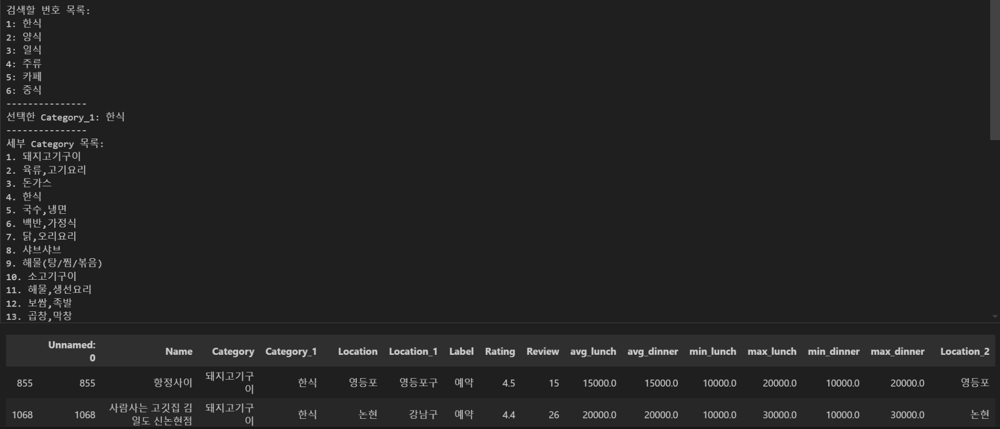 검색할 번호 목록:
1: 한식
2: 양식
3: 일식
4: 주류
5: 카페
6: 중식
---------------
선택한 Category_1: 한식
---------------
세부 Category 목록:
1. 돼지고기구이
2. 육류,고기요리
3. 돈가스
4. 한식
5. 국수,냉면
6. 백반,가정식
7. 닭,오리요리
8. 샤브샤브
9. 해물(탕/찜/볶음)
10. 소고기구이
11. 해물,생선요리
12. 보쌈,족발
13. 곱창,막창
Unnamed: 0 Name Category Category_1 Location Location_1 Label Rating Review avg_lunch avg_dinner min_lunch max_lunch min_dinner max_dinner Location_2
855 855 항정사이 돼지고기구이 한식 영등포 영등포구 예약 4.5 15 15000.0 15000.0 10000.0 20000.0 10000.0 20000.0 영등포
1068 1068 사람사는 고깃집 김일도 신논현점 돼지고기구이 한식 논현 강남구 예약 4.4 26 20000.0 20000.0 10000.0 30000.0 10000.0 30000.0 논현